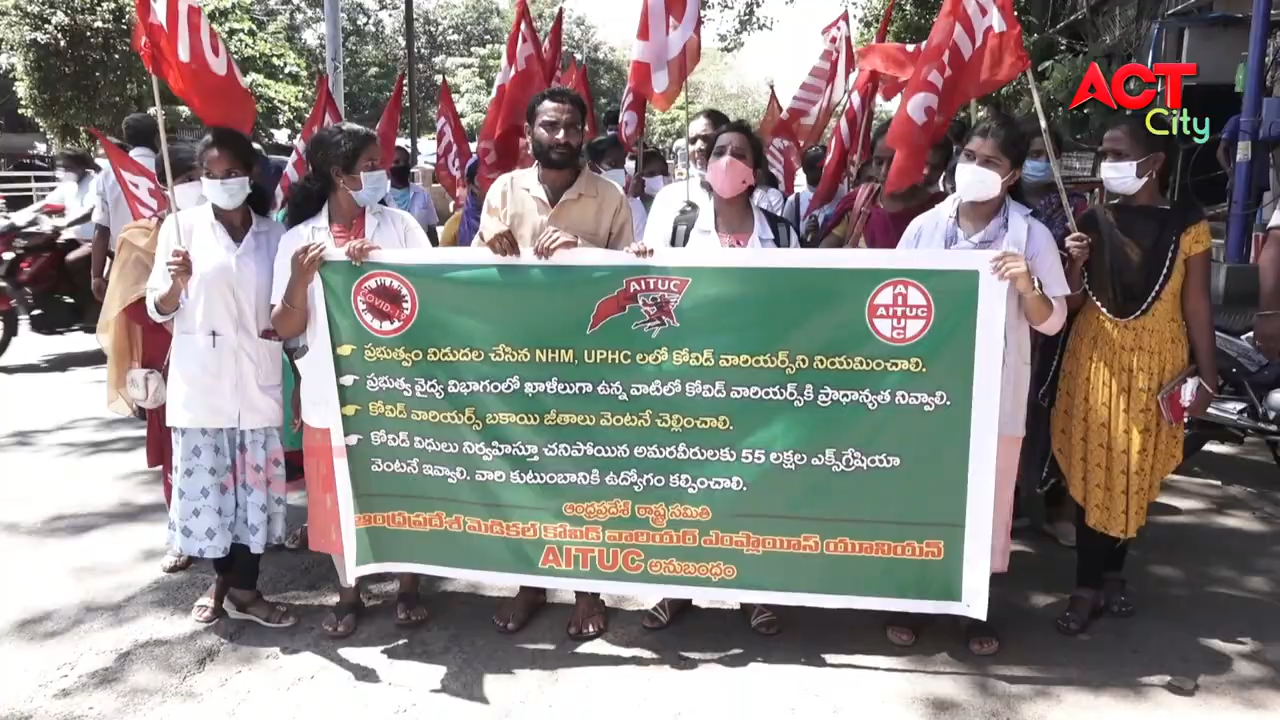 ACT
City
AITUC
COVID-19
AITUC
AITUC
ప్రభుత్వం విడుదల చేసిన NHM, UPHC లలో కోవిడ్ వారియర్స్‌ని నియమించాలి.
ప్రభుత్వ వైద్య విభాగంలో ఖాళీలుగా ఉన్న వాటిలో కోవిడ్ వారియర్స్‌కి ప్రాధాన్యత నివ్వాలి.
కోవిడ్ వారియర్స్ బకాయి జీతాలు వెంటనే చెల్లించాలి.
కోవిడ్ విధులు నిర్వహిస్తూ చనిపోయిన అమరవీరులకు 55 లక్షల ఎక్స్‌గ్రేషియా
వెంటనే ఇవ్వాలి. వారి కుటుంబానికి ఉద్యోగం కల్పించాలి.
ఆంధ్రప్రదేశ్ రాష్ట్ర సమితి
ఆంధ్రప్రదేశ్ మెడికల్ కోవిడ్ వారియర్ ఎంప్లాయీస్ యూనియన్
AITUC అనుబంధం